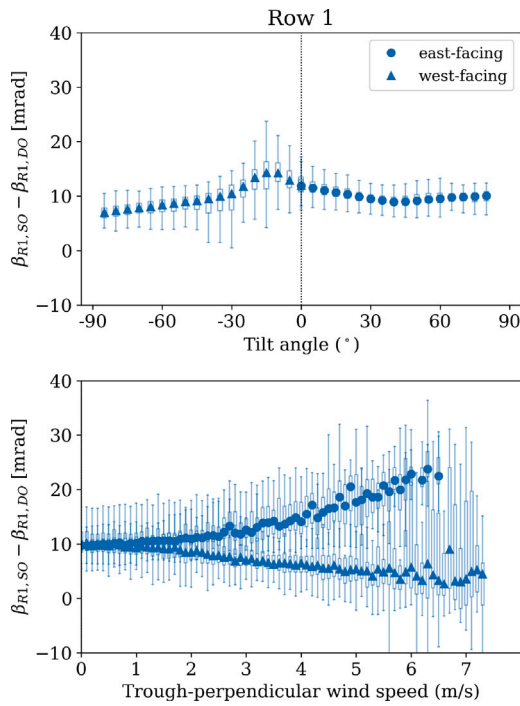 Row 1
40
30
20
10
0
−10
β_{R1,SO} − β_{R1,DO} [mrad]
east-facing
west-facing
-90 -60 -30 0 30 60 90
Tilt angle (˚)
40
30
20
10
0
−10
β_{R1,SO} − β_{R1,DO} [mrad]
0 1 2 3 4 5 6 7
Trough-perpendicular wind speed (m/s)